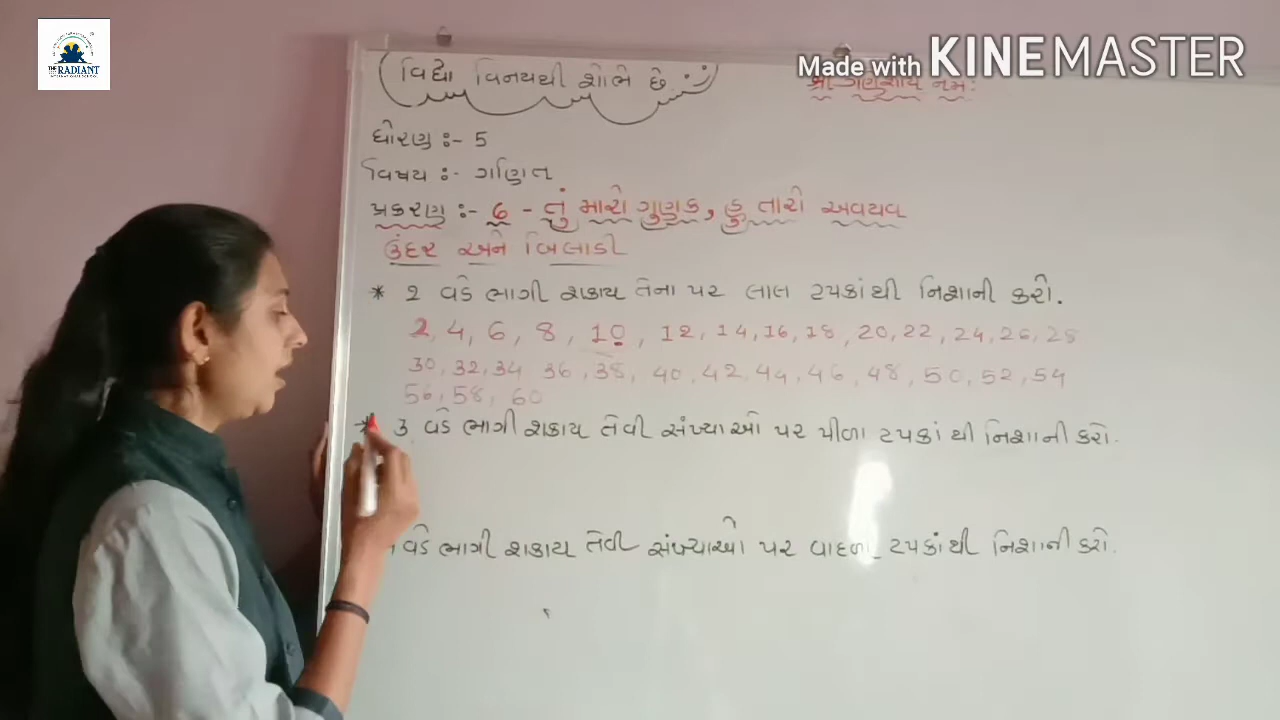 THE RADIANT
Made with KINEMASTER
વિદ્યા વિનયથી શોભે છે.
શ્રી ગણેશાય નમઃ
ધોરણ :- 5
વિષય :- ગણિત
પ્રકરણ :- ૬ - તું મારો ગુણક, હું તારો અવયવ
ઉંદર અને બિલાડી
* 2 વડે ભાગી શકાય તેના પર લાલ ટપકાંથી નિશાની કરો.
2, 4, 6, 8, 10, 12, 14, 16, 18, 20, 22, 24, 26, 28
30, 32, 34 36, 38, 40, 42, 44, 46, 48, 50, 52, 54
56, 58, 60
* 3 વડે ભાગી શકાય તેવી સંખ્યાઓ પર પીળા ટપકાંથી નિશાની કરો.
વડે ભાગી શકાય તેવી સંખ્યાઓ પર વાદળી ટપકાંથી નિશાની કરો.